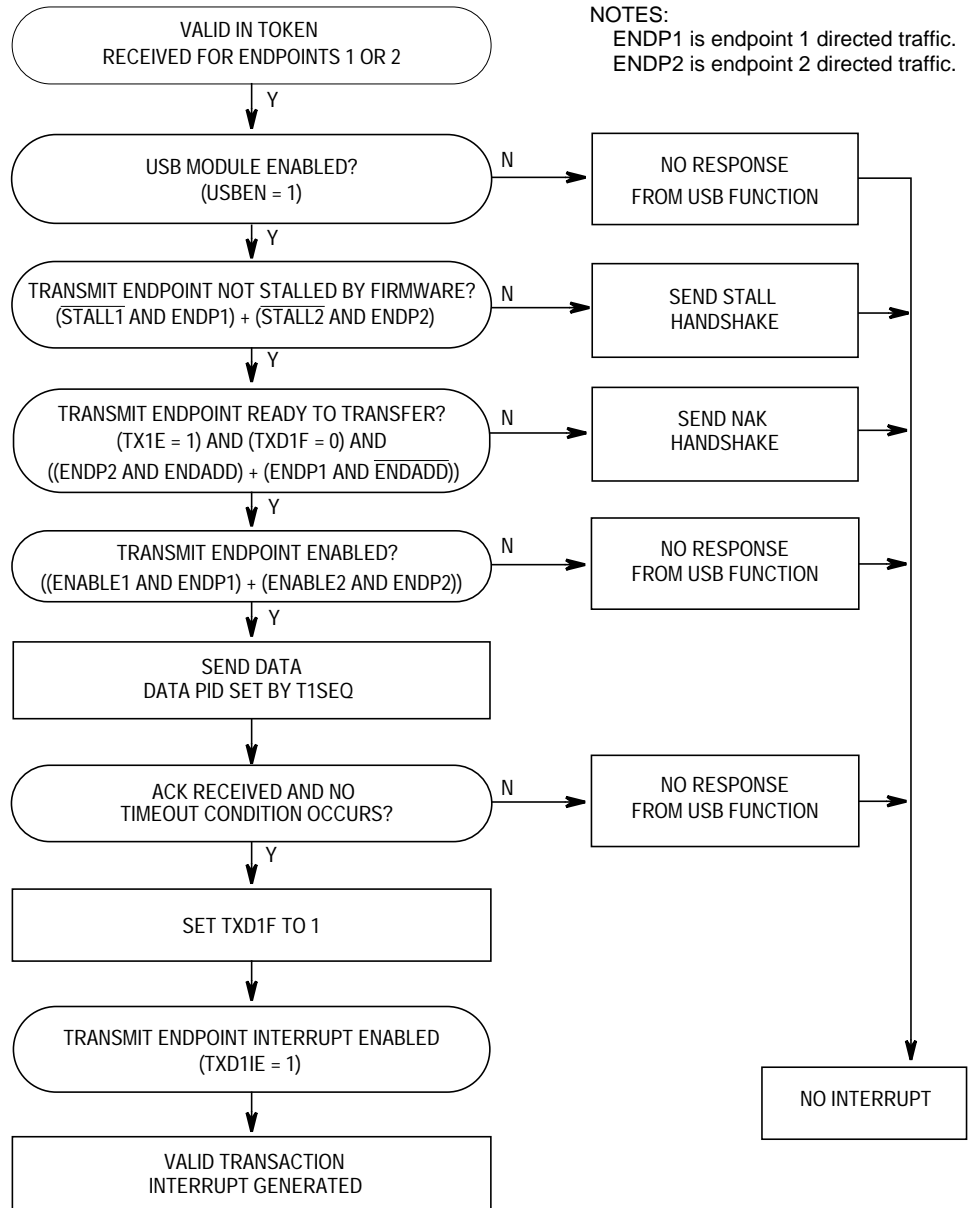 VALID IN TOKEN
RECEIVED FOR ENDPOINTS 1 OR 2
NOTES:
ENDP1 is endpoint 1 directed traffic.
ENDP2 is endpoint 2 directed traffic.
Y
USB MODULE ENABLED?
(USBEN = 1)
N
NO RESPONSE
FROM USB FUNCTION
Y
TRANSMIT ENDPOINT NOT STALLED BY FIRMWARE?
(S̅T̅A̅L̅L̅1̅ AND ENDP1) + (S̅T̅A̅L̅L̅2̅ AND ENDP2)
N
SEND STALL
HANDSHAKE
Y
TRANSMIT ENDPOINT READY TO TRANSFER?
(TX1E = 1) AND (TXD1F = 0) AND
((ENDP2 AND ENDADD) + (ENDP1 AND E̅N̅D̅A̅D̅D̅))
N
SEND NAK
HANDSHAKE
Y
TRANSMIT ENDPOINT ENABLED?
((ENABLE1 AND ENDP1) + (ENABLE2 AND ENDP2))
N
NO RESPONSE
FROM USB FUNCTION
Y
SEND DATA
DATA PID SET BY T1SEQ
ACK RECEIVED AND NO
TIMEOUT CONDITION OCCURS?
N
NO RESPONSE
FROM USB FUNCTION
Y
SET TXD1F TO 1
TRANSMIT ENDPOINT INTERRUPT ENABLED
(TXD1IE = 1)
NO INTERRUPT
VALID TRANSACTION
INTERRUPT GENERATED